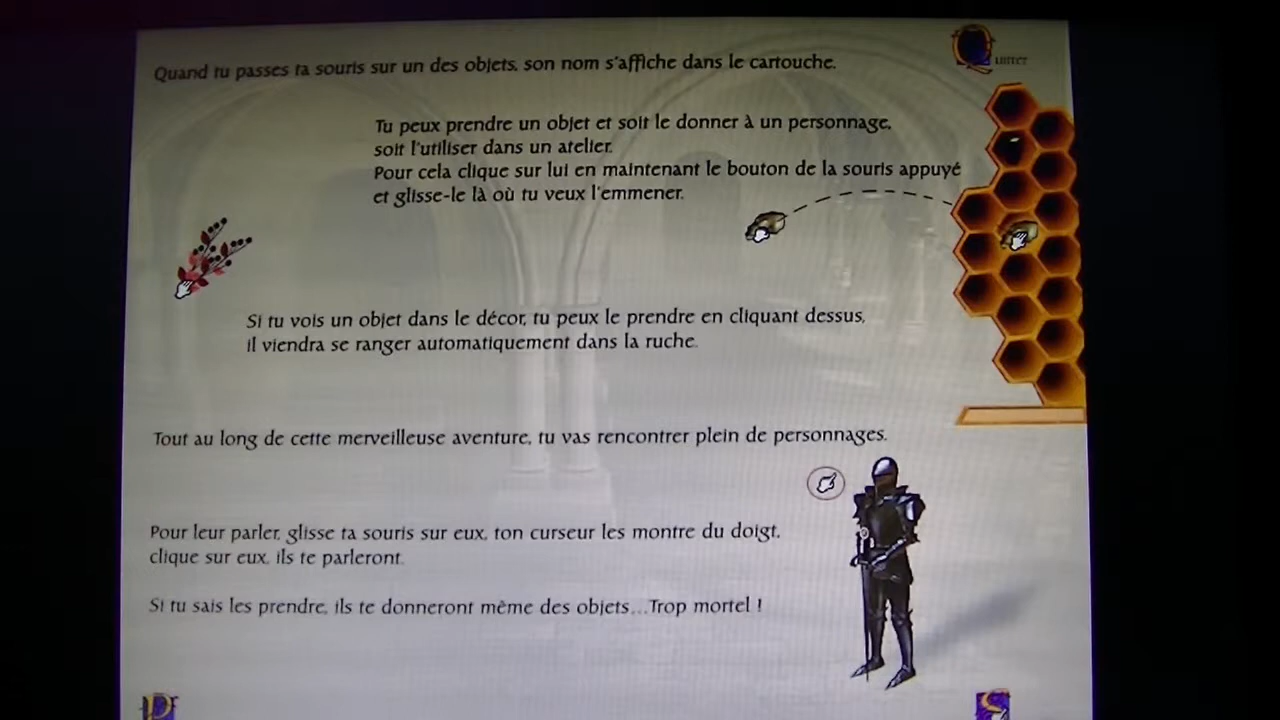 Quand tu passes ta souris sur un des objets, son nom s'affiche dans le cartouche.
Quitter
Tu peux prendre un objet et soit le donner à un personnage,
soit l'utiliser dans un atelier.
Pour cela clique sur lui en maintenant le bouton de la souris appuyé
et glisse-le là où tu veux l'emmener.
Si tu vois un objet dans le décor, tu peux le prendre en cliquant dessus,
il viendra se ranger automatiquement dans la ruche.
Tout au long de cette merveilleuse aventure, tu vas rencontrer plein de personnages.
Pour leur parler, glisse ta souris sur eux, ton curseur les montre du doigt,
clique sur eux, ils te parleront.
Si tu sais les prendre, ils te donneront même des objets...Trop mortel !
P
S